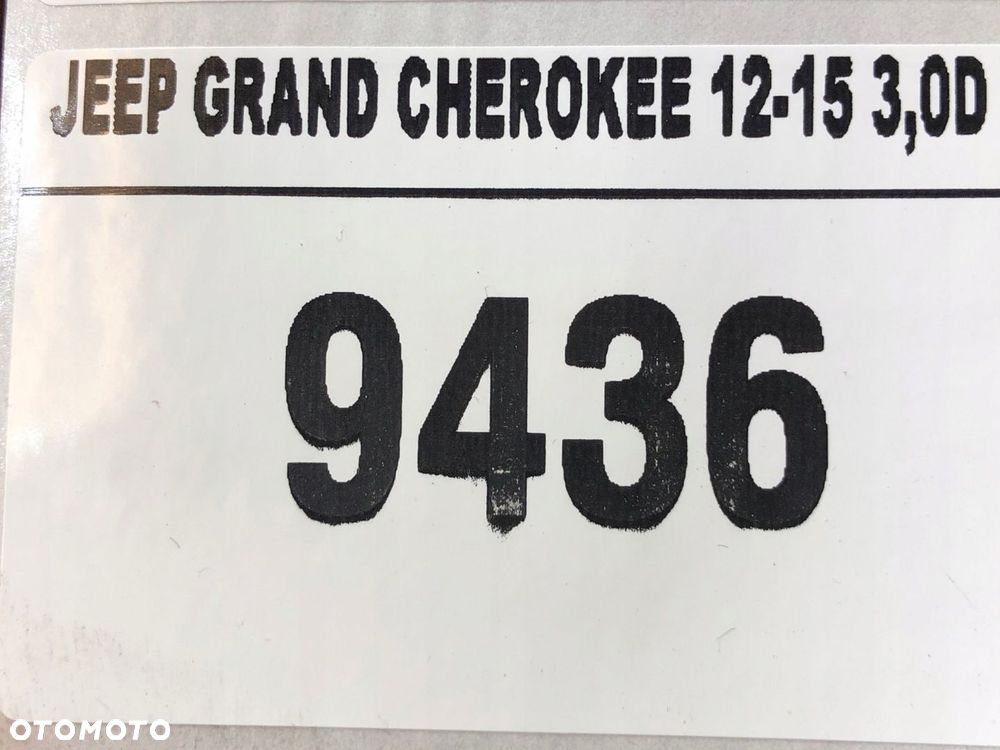 JEEP GRAND CHEROKEE 12-15 3,0D
9436
OTOMOTO